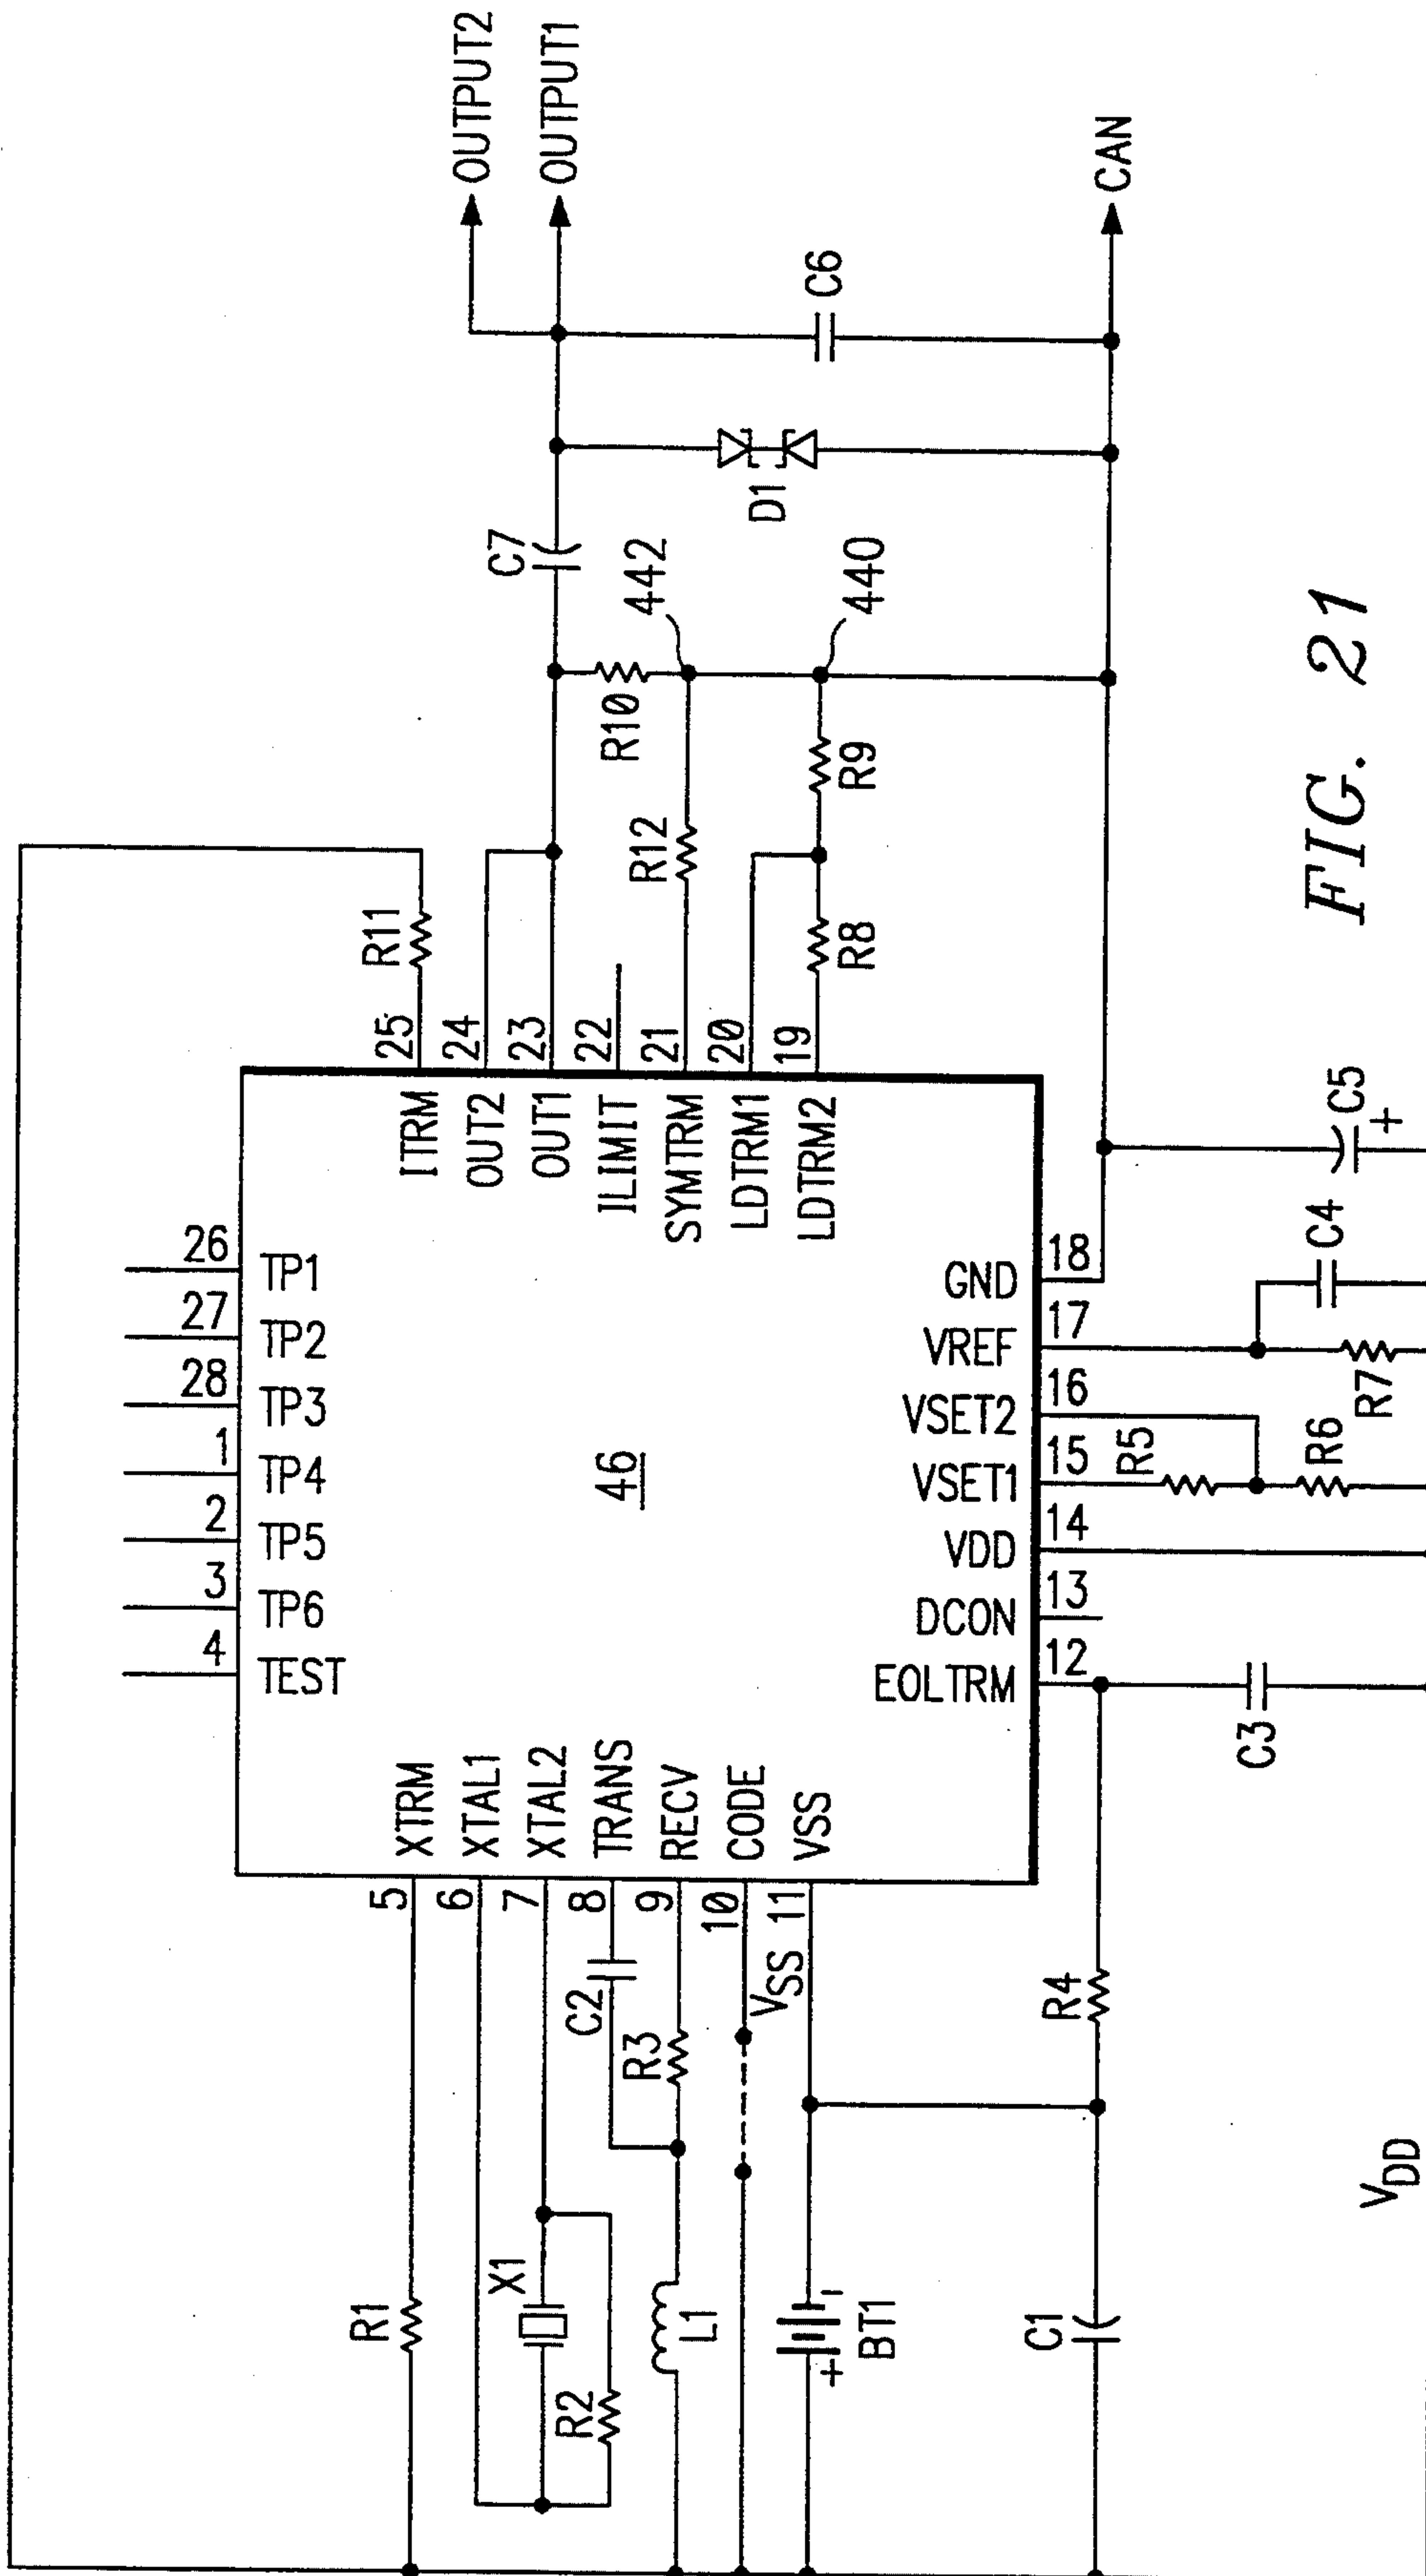 OUTPUT2
OUTPUT1
CAN
C6
D1
C7
442
440
R10
R9
R12
R8
R11
FIG. 21
25
24
23
22
21
20
19
ITRM
OUT2
OUT1
ILIMIT
SYMTRM
LDTRM1
LDTRM2
26
27
28
1
2
3
4
TP1
TP2
TP3
TP4
TP5
TP6
TEST
46
GND
VREF
VSET2
VSET1
VDD
DCON
EOLTRM
18
17
16
15
14
13
12
C5
+
C4
R7
R6
R5
C3
XTRM
XTAL1
XTAL2
TRANS
RECV
CODE
VSS
5
6
7
8
9
10
11
VSS
C2
R3
R4
R1
X1
R2
L1
BT1
+
−
C1
VDD